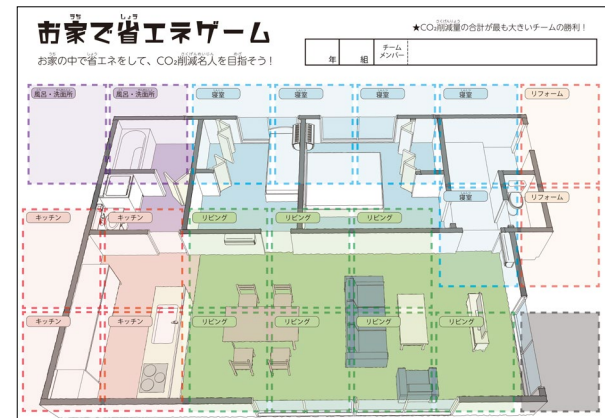 お家で省エネゲーム
★CO₂削減量の合計が最も大きいチームの勝利！
お家の中で省エネをして、CO₂削減名人を目指そう！
年 組 チームメンバー
風呂・洗面所 風呂・洗面所 寝室 寝室 寝室 寝室 リフォーム
寝室 リフォーム
キッチン キッチン リビング リビング リビング
キッチン キッチン リビング リビング リビング リビング